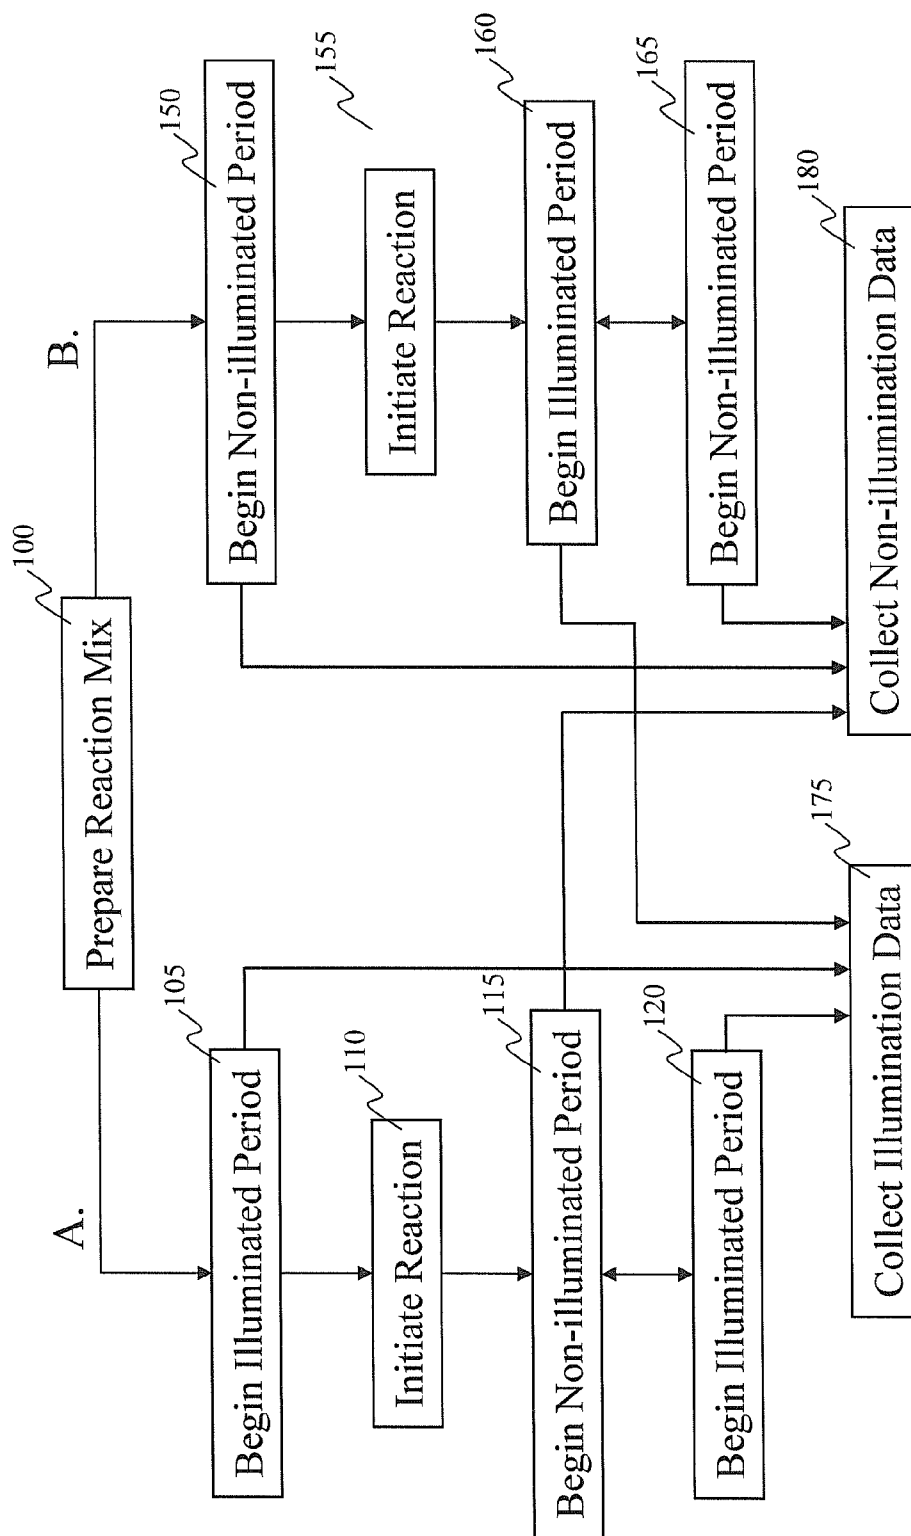 100
Prepare Reaction Mix
A.
105
Begin Illuminated Period
110
Initiate Reaction
115
Begin Non-illuminated Period
120
Begin Illuminated Period
175
Collect Illumination Data
B.
150
Begin Non-illuminated Period
155
Initiate Reaction
160
Begin Illuminated Period
165
Begin Non-illuminated Period
180
Collect Non-illumination Data